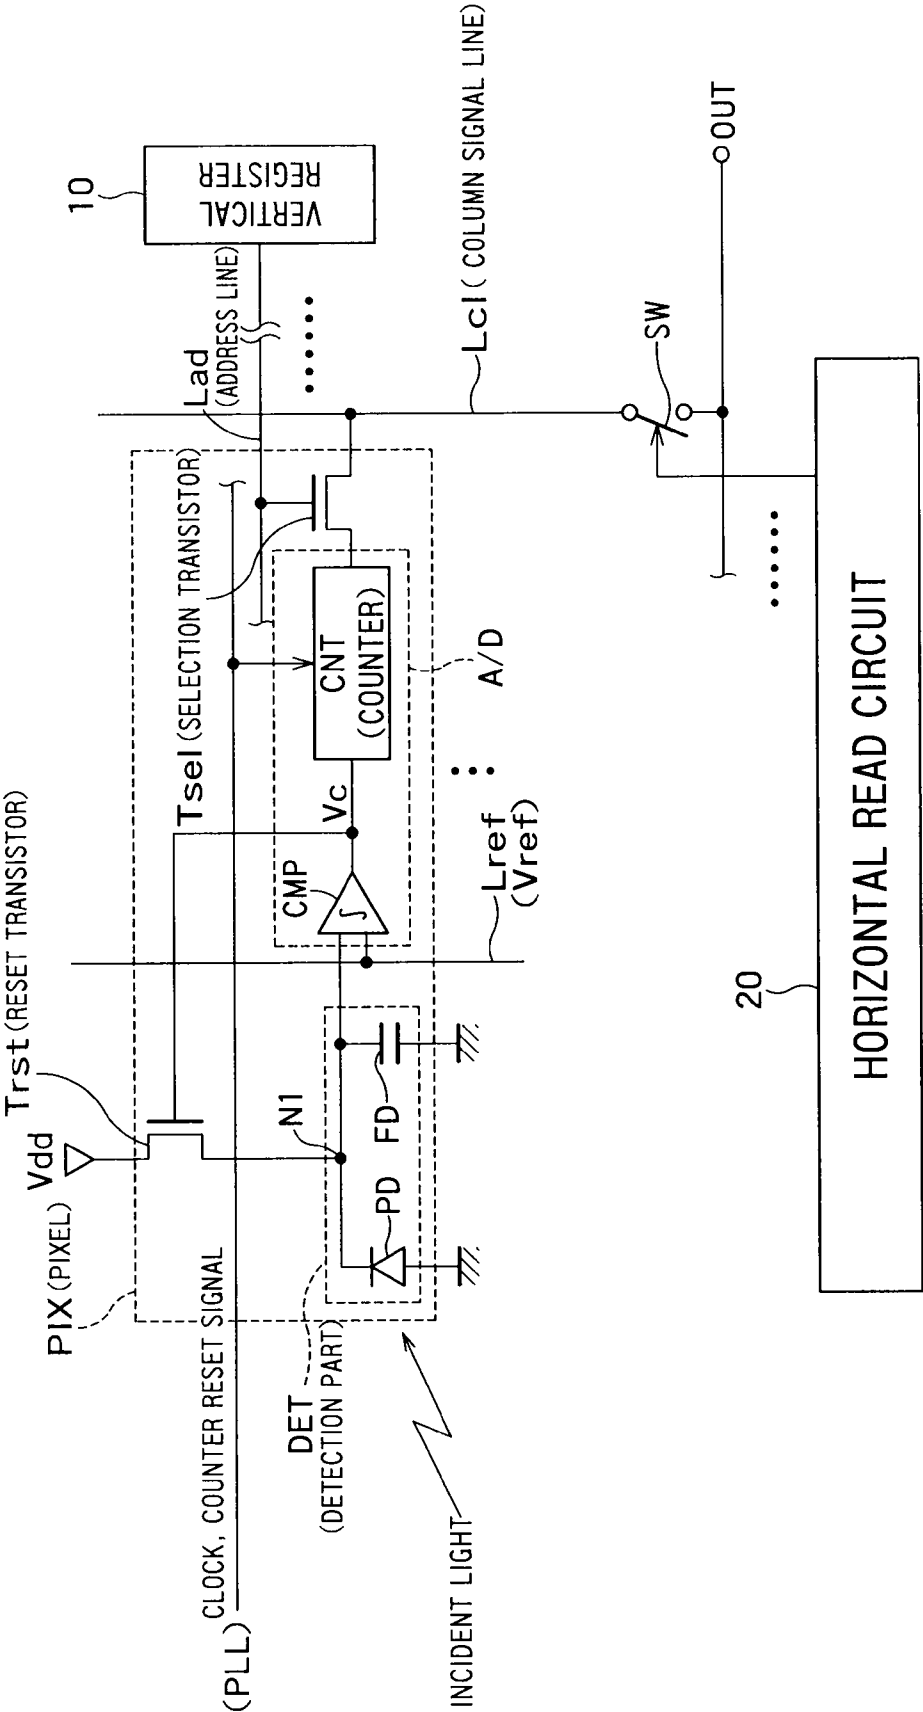 PIX (PIXEL)
Vdd
Trst (RESET TRANSISTOR)
Tsel (SELECTION TRANSISTOR)
Lad
(ADDRESS LINE)
10
VERTICAL
REGISTER
CLOCK, COUNTER RESET SIGNAL
(PLL)
DET
(DETECTION PART)
N1
PD
FD
CMP
Vc
CNT
(COUNTER)
A/D
Lref
(Vref)
Lcl ( COLUMN SIGNAL LINE)
INCIDENT LIGHT
SW
OUT
20
HORIZONTAL READ CIRCUIT